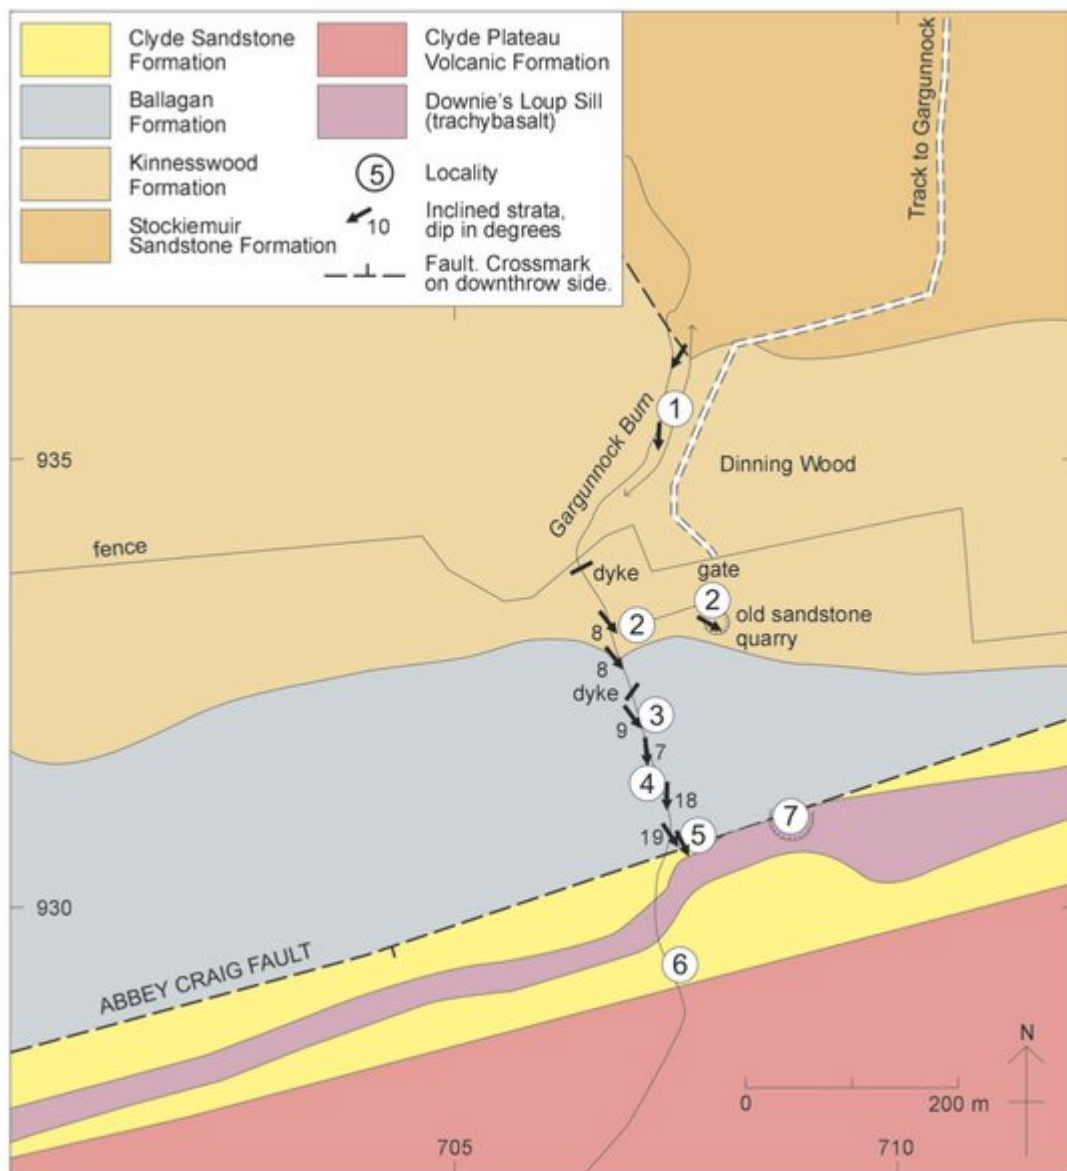 Clyde Sandstone
Formation
Ballagan
Formation
Kinnesswood
Formation
Stockiemuir
Sandstone Formation
Clyde Plateau
Volcanic Formation
Downie's Loup Sill
(trachybasalt)
5
Locality
10
Inclined strata,
dip in degrees
Fault. Crossmark
on downthrow side.
Track to Gargunnock
1
Gargunnock Burn
935
Dinning Wood
fence
dyke
gate
2
2
old sandstone
quarry
8
8
dyke
3
9
7
4
18
7
19
5
930
ABBEY CRAIG FAULT
6
N
0
200 m
705
710